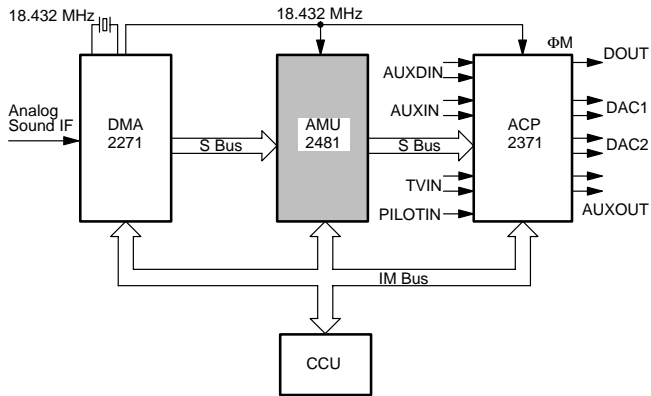 18.432 MHz
18.432 MHz
ΦM
DOUT
AUXDIN
Analog
Sound IF
DMA
2271
S Bus
AMU
2481
S Bus
AUXIN
ACP
2371
DAC1
DAC2
TVIN
AUXOUT
PILOTIN
IM Bus
CCU